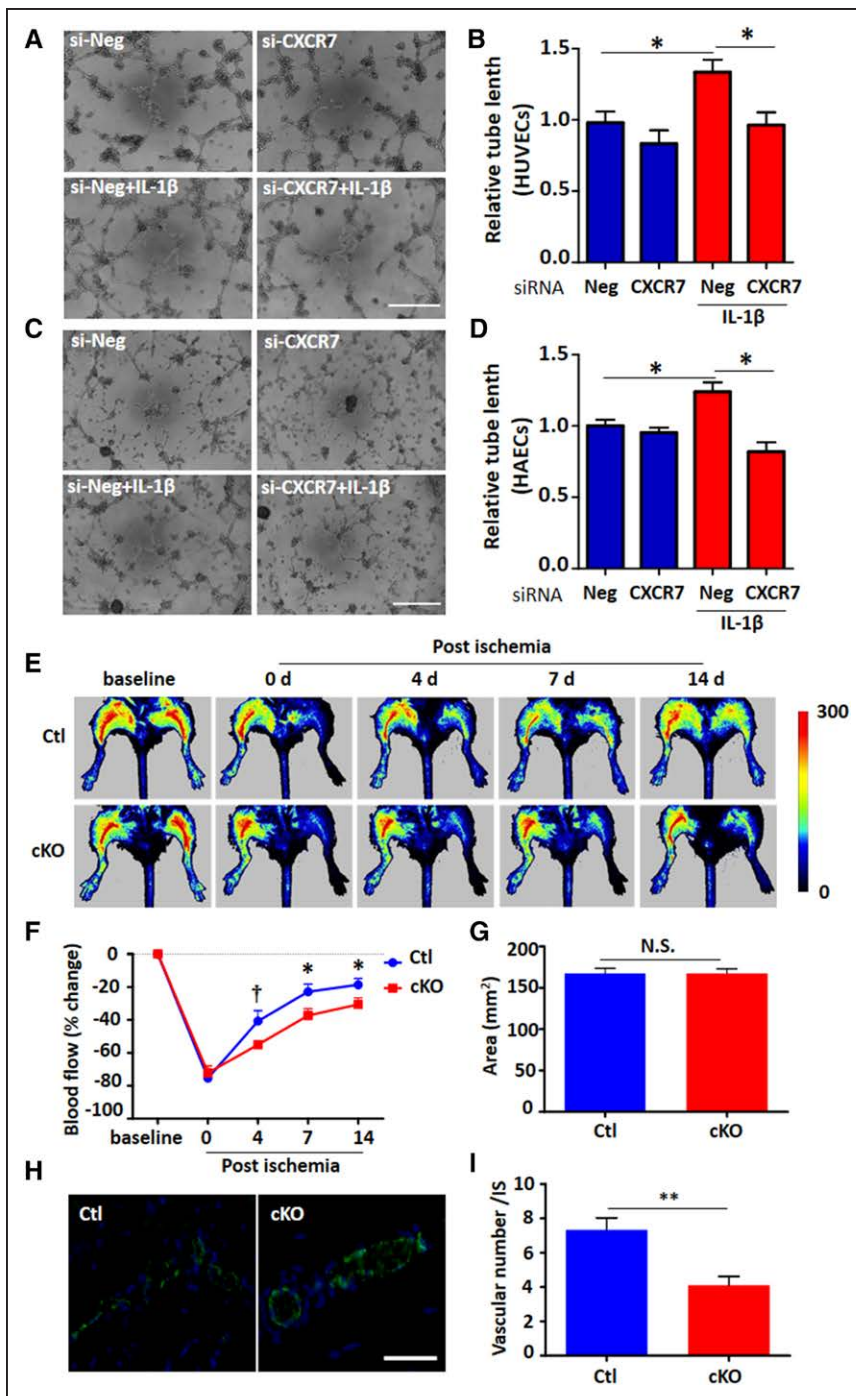 A
si-Neg
si-CXCR7
si-Neg+IL-1β
si-CXCR7+IL-1β
B
Relative tube lenth
(HUVECs)
1.5
1.0
0.5
0.0
*
*
siRNA
Neg CXCR7 Neg CXCR7
IL-1β
C
si-Neg
si-CXCR7
si-Neg+IL-1β
si-CXCR7+IL-1β
D
Relative tube lenth
(HAECs)
1.5
1.0
0.5
0.0
*
*
siRNA
Neg CXCR7 Neg CXCR7
IL-1β
E
Post ischemia
baseline 0 d 4 d 7 d 14 d
Ctl
cKO
300
0
F
Blood flow (% change)
0
-20
-40
-60
-80
-100
†
*
*
Ctl
cKO
baseline 0 4 7 14
Post ischemia
G
Area (mm²)
200
150
100
50
0
N.S.
Ctl cKO
H
Ctl
cKO
I
Vascular number /IS
8
6
4
2
0
**
Ctl cKO